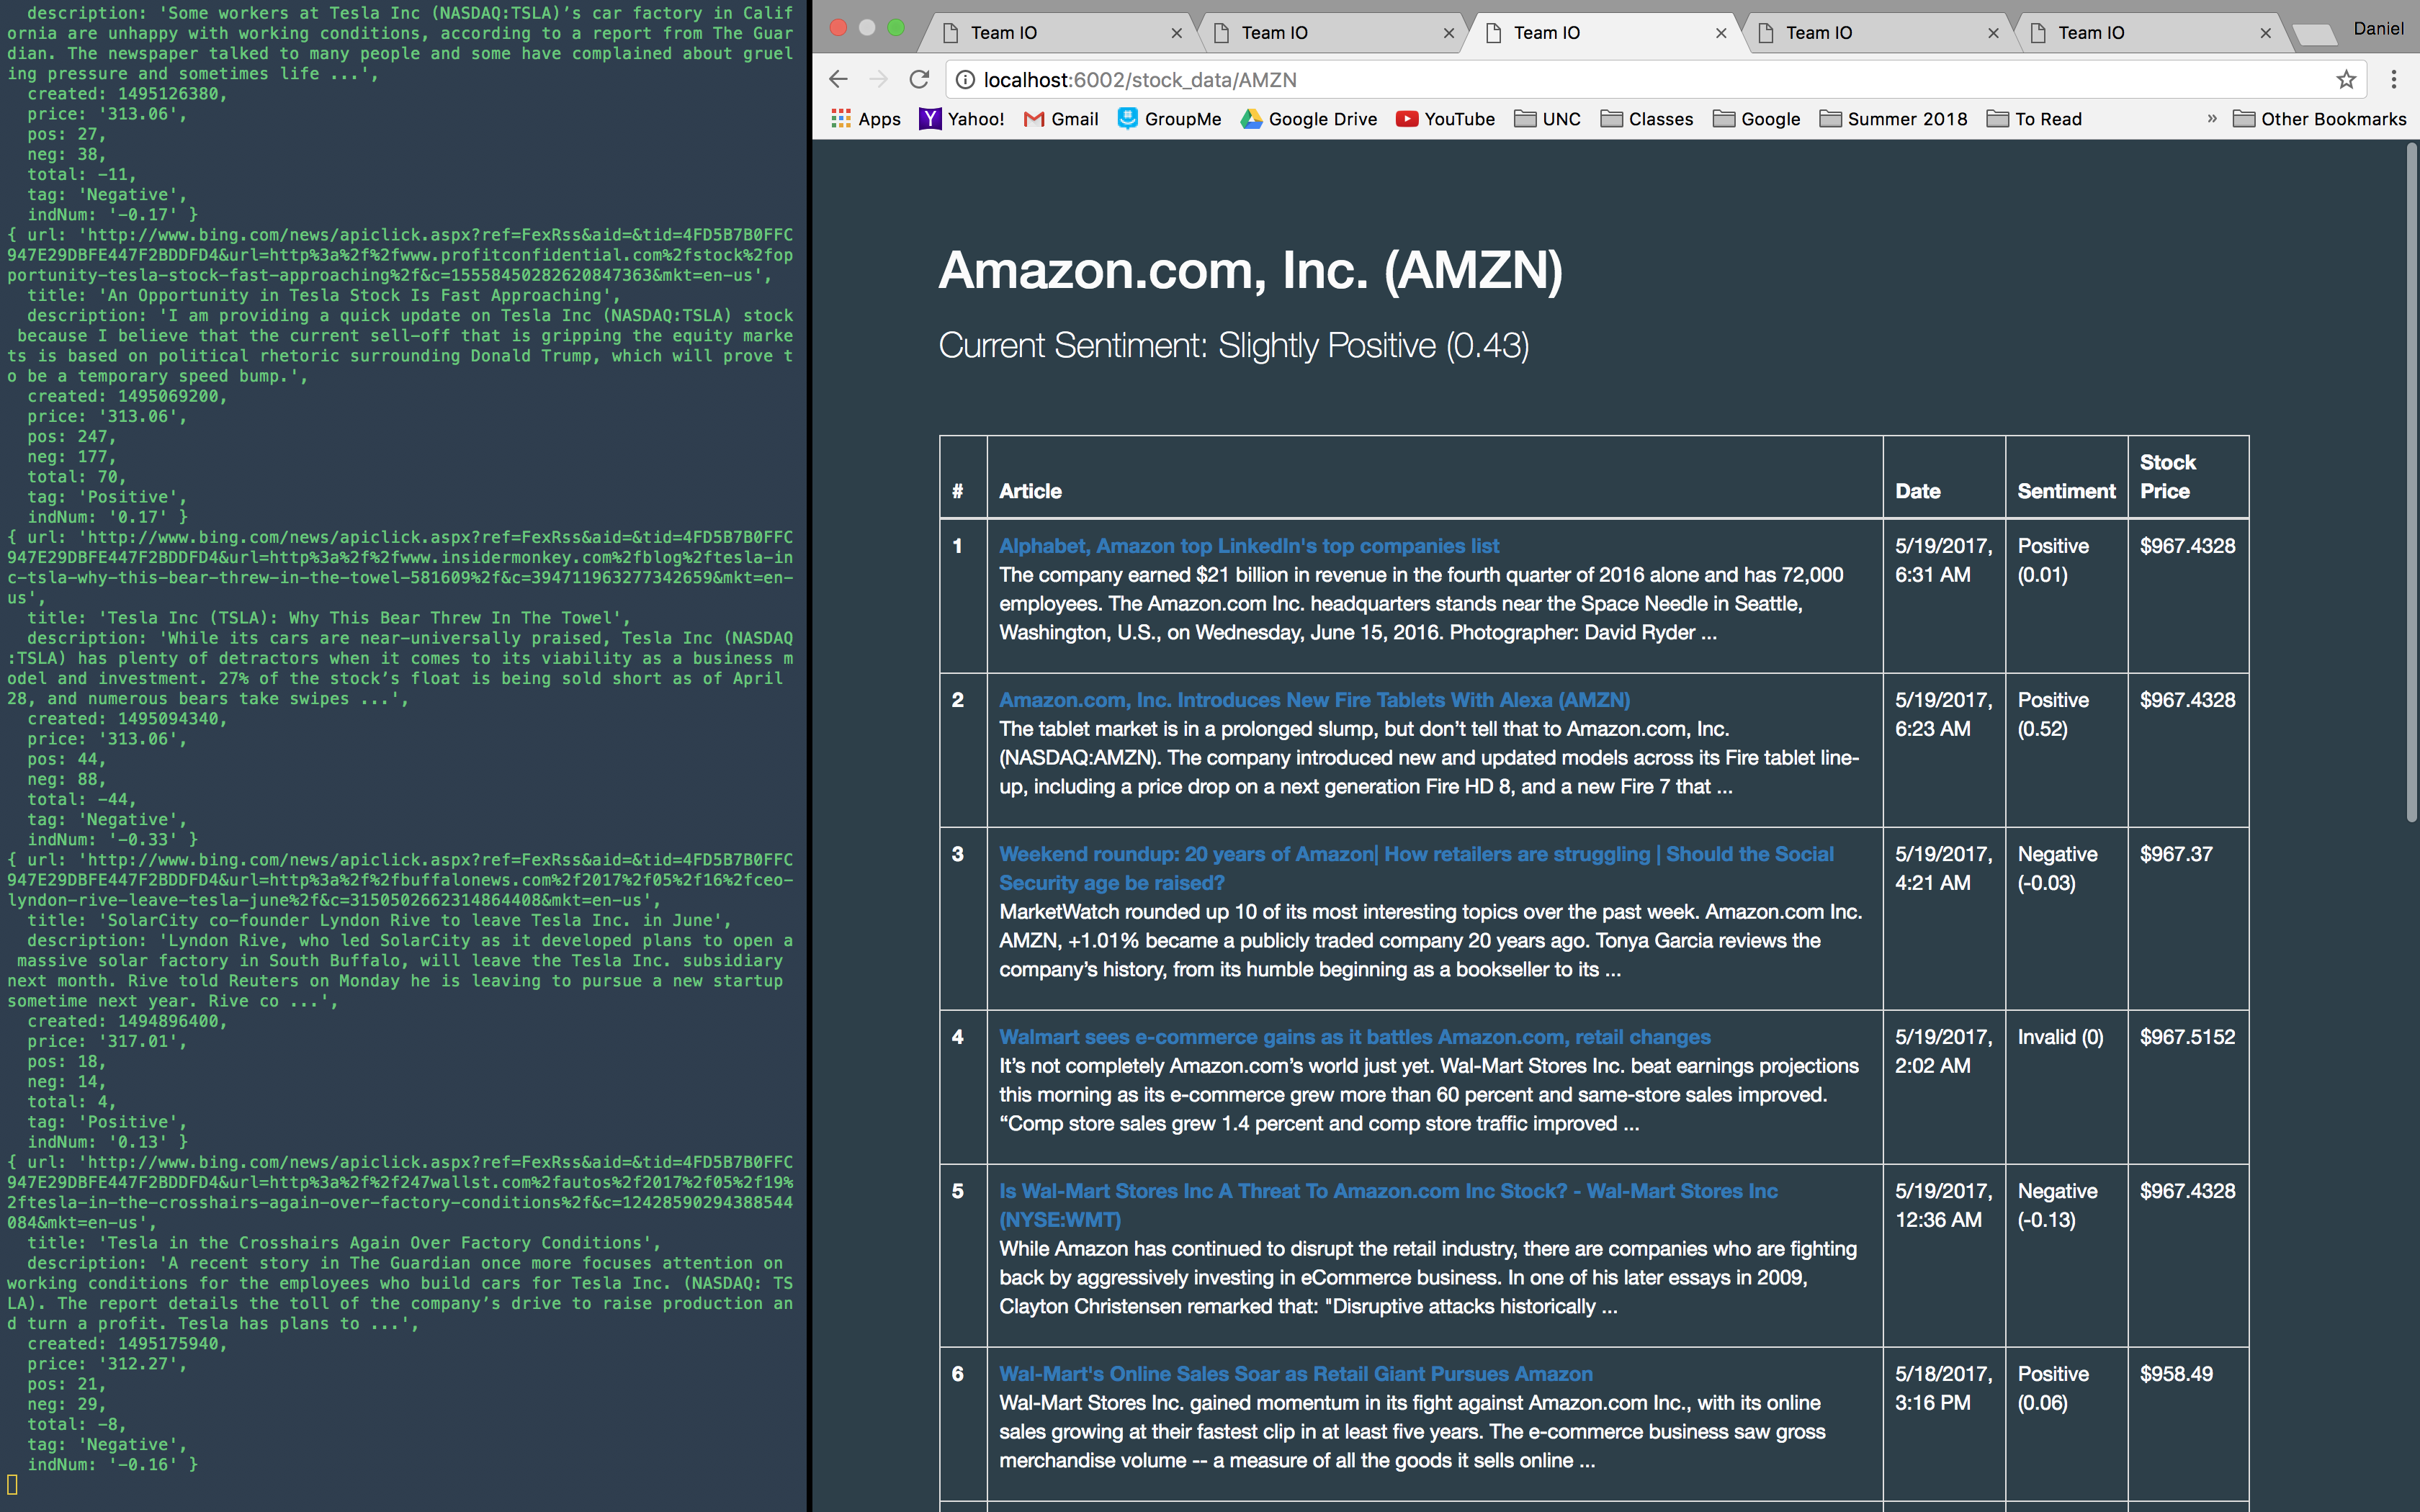 description: 'Some workers at Tesla Inc (NASDAQ:TSLA)’s car factory in Calif
ornia are unhappy with working conditions, according to a report from The Guar
dian. The newspaper talked to many people and some have complained about gruel
ing pressure and sometimes life ...',
created: 1495126380,
price: '313.06',
pos: 27,
neg: 38,
total: -11,
tag: 'Negative',
indNum: '-0.17' }
{ url: 'http://www.bing.com/news/apiclick.aspx?ref=FexRss&aid=&tid=4FD5B7B0FFC
947E29DBFE447F2BDDFD4&url=http%3a%2f%2fwww.profitconfidential.com%2fstock%2fop
portunity-tesla-stock-fast-approaching%2f&c=15558450282620847363&mkt=en-us',
title: 'An Opportunity in Tesla Stock Is Fast Approaching',
description: 'I am providing a quick update on Tesla Inc (NASDAQ:TSLA) stock
because I believe that the current sell-off that is gripping the equity marke
ts is based on political rhetoric surrounding Donald Trump, which will prove t
o be a temporary speed bump.',
created: 1495069200,
price: '313.06',
pos: 247,
neg: 177,
total: 70,
tag: 'Positive',
indNum: '0.17' }
{ url: 'http://www.bing.com/news/apiclick.aspx?ref=FexRss&aid=&tid=4FD5B7B0FFC
947E29DBFE447F2BDDFD4&url=http%3a%2f%2fwww.insidermonkey.com%2fblog%2ftesla-in
c-tsla-why-this-bear-threw-in-the-towel-581609%2f&c=3947119632773426​59&mkt=en-
us',
title: 'Tesla Inc (TSLA): Why This Bear Threw In The Towel',
description: 'While its cars are near-universally praised, Tesla Inc (NASDAQ
:TSLA) has plenty of detractors when it comes to its viability as a business m
odel and investment. 27% of the stock’s float is being sold short as of April
28, and numerous bears take swipes ...',
created: 1495094340,
price: '313.06',
pos: 44,
neg: 88,
total: -44,
tag: 'Negative',
indNum: '-0.33' }
{ url: 'http://www.bing.com/news/apiclick.aspx?ref=FexRss&aid=&tid=4FD5B7B0FFC
947E29DBFE447F2BDDFD4&url=http%3a%2f%2fbuffalonews.com%2f2017%2f05%2f16%2fceo-
lyndon-rive-leave-tesla-june%2f&c=3150502662314864408&mkt=en-us',
title: 'SolarCity co-founder Lyndon Rive to leave Tesla Inc. in June',
description: 'Lyndon Rive, who led SolarCity as it developed plans to open a
massive solar factory in South Buffalo, will leave the Tesla Inc. subsidiary
next month. Rive told Reuters on Monday he is leaving to pursue a new startup
sometime next year. Rive co ...',
created: 1494896400,
price: '317.01',
pos: 18,
neg: 14,
total: 4,
tag: 'Positive',
indNum: '0.13' }
{ url: 'http://www.bing.com/news/apiclick.aspx?ref=FexRss&aid=&tid=4FD5B7B0FFC
947E29DBFE447F2BDDFD4&url=http%3a%2f%2f247wallst.com%2fautos%2f2017%2f05%2f19%
2ftesla-in-the-crosshairs-again-over-factory-conditions%2f&c=12428590294388544
084&mkt=en-us',
title: 'Tesla in the Crosshairs Again Over Factory Conditions',
description: 'A recent story in The Guardian once more focuses attention on
working conditions for the employees who build cars for Tesla Inc. (NASDAQ: TS
LA). The report details the toll of the company’s drive to raise production an
d turn a profit. Tesla has plans to ...',
created: 1495175940,
price: '312.27',
pos: 21,
neg: 29,
total: -8,
tag: 'Negative',
indNum: '-0.16' }
Team IO
Team IO
Team IO
Team IO
Team IO
Daniel
localhost:6002/stock_data/AMZN
Apps
Yahoo!
Gmail
GroupMe
Google Drive
YouTube
UNC
Classes
Google
Summer 2018
To Read
» Other Bookmarks
Amazon.com, Inc. (AMZN)
Current Sentiment: Slightly Positive (0.43)
# Article Date Sentiment Stock
Price
1 Alphabet, Amazon top LinkedIn's top companies list 5/19/2017, Positive $967.4328
The company earned $21 billion in revenue in the fourth quarter of 2016 alone and has 72,000 6:31 AM (0.01)
employees. The Amazon.com Inc. headquarters stands near the Space Needle in Seattle,
Washington, U.S., on Wednesday, June 15, 2016. Photographer: David Ryder ...
2 Amazon.com, Inc. Introduces New Fire Tablets With Alexa (AMZN) 5/19/2017, Positive $967.4328
The tablet market is in a prolonged slump, but don’t tell that to Amazon.com, Inc. 6:23 AM (0.52)
(NASDAQ:AMZN). The company introduced new and updated models across its Fire tablet line-
up, including a price drop on a next generation Fire HD 8, and a new Fire 7 that ...
3 Weekend roundup: 20 years of Amazon| How retailers are struggling | Should the Social 5/19/2017, Negative $967.37
Security age be raised? 4:21 AM (-0.03)
MarketWatch rounded up 10 of its most interesting topics over the past week. Amazon.com Inc.
AMZN, +1.01% became a publicly traded company 20 years ago. Tonya Garcia reviews the
company’s history, from its humble beginning as a bookseller to its ...
4 Walmart sees e-commerce gains as it battles Amazon.com, retail changes 5/19/2017, Invalid (0) $967.5152
It’s not completely Amazon.com’s world just yet. Wal-Mart Stores Inc. beat earnings projections 2:02 AM
this morning as its e-commerce grew more than 60 percent and same-store sales improved.
“Comp store sales grew 1.4 percent and comp store traffic improved ...
5 Is Wal-Mart Stores Inc A Threat To Amazon.com Inc Stock? - Wal-Mart Stores Inc 5/19/2017, Negative $967.4328
(NYSE:WMT) 12:36 AM (-0.13)
While Amazon has continued to disrupt the retail industry, there are companies who are fighting
back by aggressively investing in eCommerce business. In one of his later essays in 2009,
Clayton Christensen remarked that: "Disruptive attacks historically ...
6 Wal-Mart's Online Sales Soar as Retail Giant Pursues Amazon 5/18/2017, Positive $958.49
Wal-Mart Stores Inc. gained momentum in its fight against Amazon.com Inc., with its online 3:16 PM (0.06)
sales growing at their fastest clip in at least five years. The e-commerce business saw gross
merchandise volume -- a measure of all the goods it sells online ...